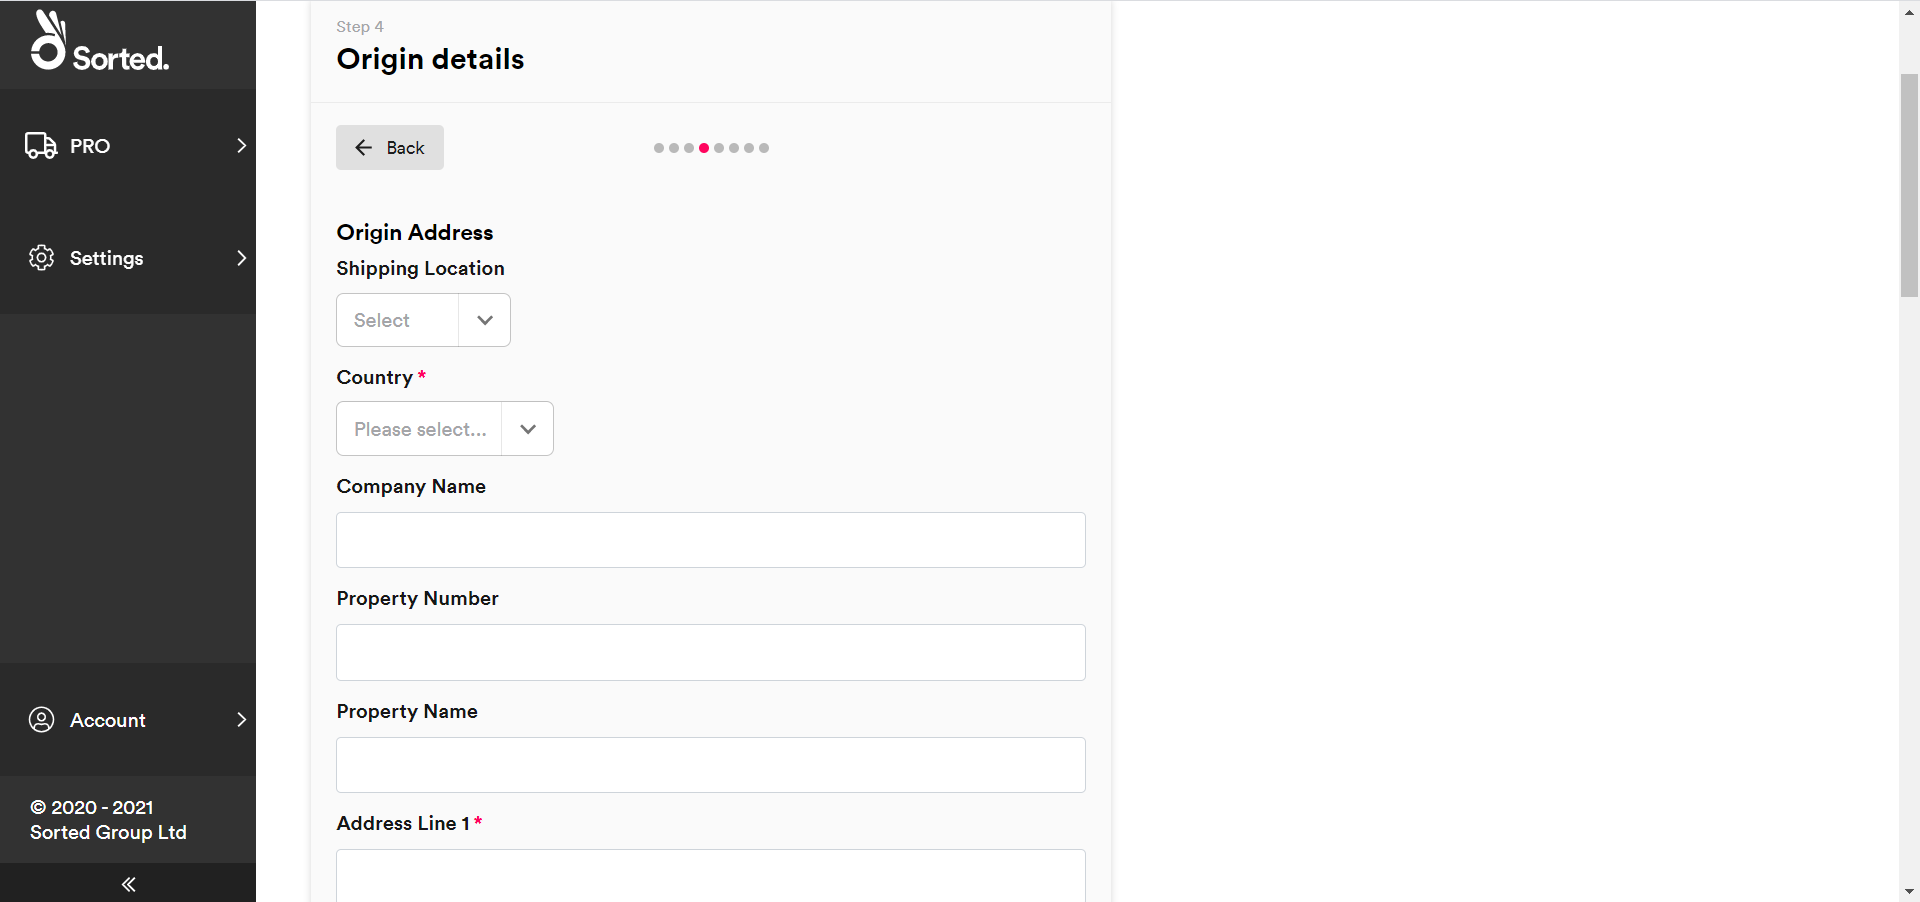 Sorted.
PRO
Settings
Account
© 2020 - 2021
Sorted Group Ltd
Step 4
Origin details
Back
Origin Address
Shipping Location
Select
Country *
Please select...
Company Name
Property Number
Property Name
Address Line 1 *